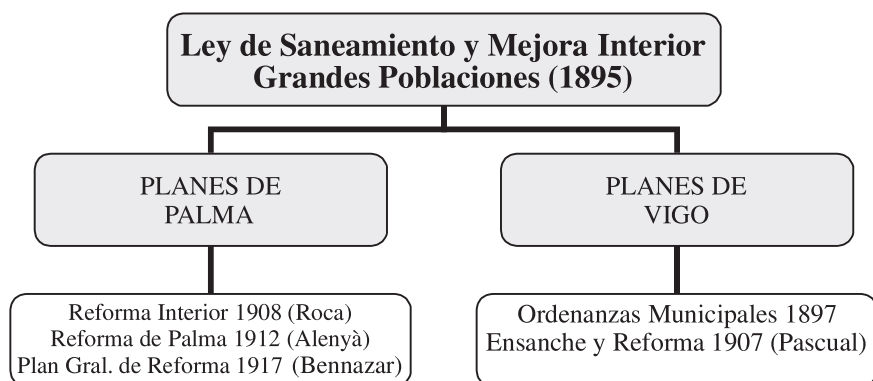 Ley de Saneamiento y Mejora Interior
Grandes Poblaciones (1895)
PLANES DE
PALMA
PLANES DE
VIGO
Reforma Interior 1908 (Roca)
Reforma de Palma 1912 (Alenyà)
Plan Gral. de Reforma 1917 (Bennazar)
Ordenanzas Municipales 1897
Ensanche y Reforma 1907 (Pascual)